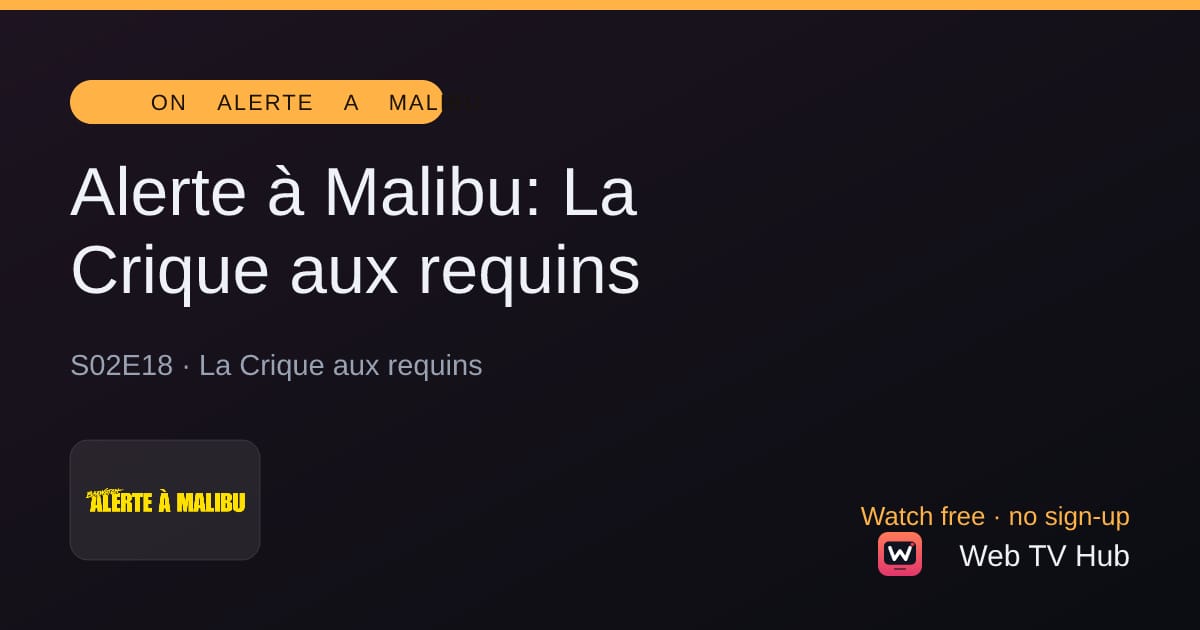 ON ALERTE A MALIBU
Alerte à Malibu: La
Crique aux requins
S02E18 · La Crique aux requins
ALERTE À MALIBU
Watch free · no sign-up
W
Web TV Hub